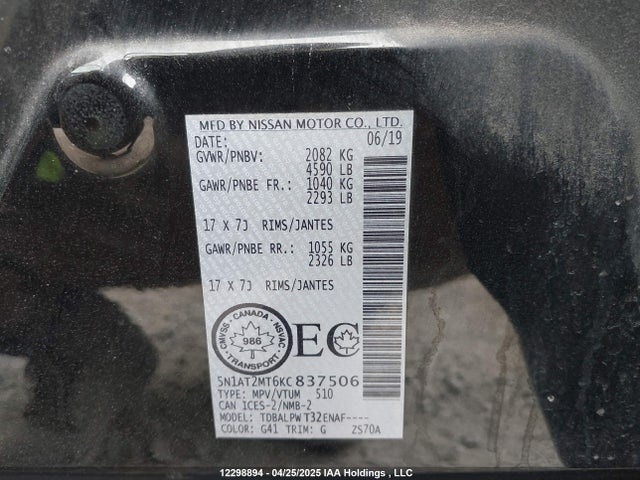 MFD BY NISSAN MOTOR CO., LTD.
DATE: 06/19
GVWR/PNBV: 2082 KG
4590 LB
GAWR/PNBE FR.: 1040 KG
2293 LB
17 X 7J RIMS/JANTES
GAWR/PNBE RR.: 1055 KG
2326 LB
17 X 7J RIMS/JANTES
CMVSS · CANADA · NSVAC · TRANSPORT ·
986
EC
5N1AT2MT6KC837506
TYPE: MPV/VTUM 510
CAN ICES-2/NMB-2
MODEL: TDBALPWT32ENAF----
COLOR: G41 TRIM: G ZS70A
12298894 - 04/25/2025 IAA Holdings , LLC